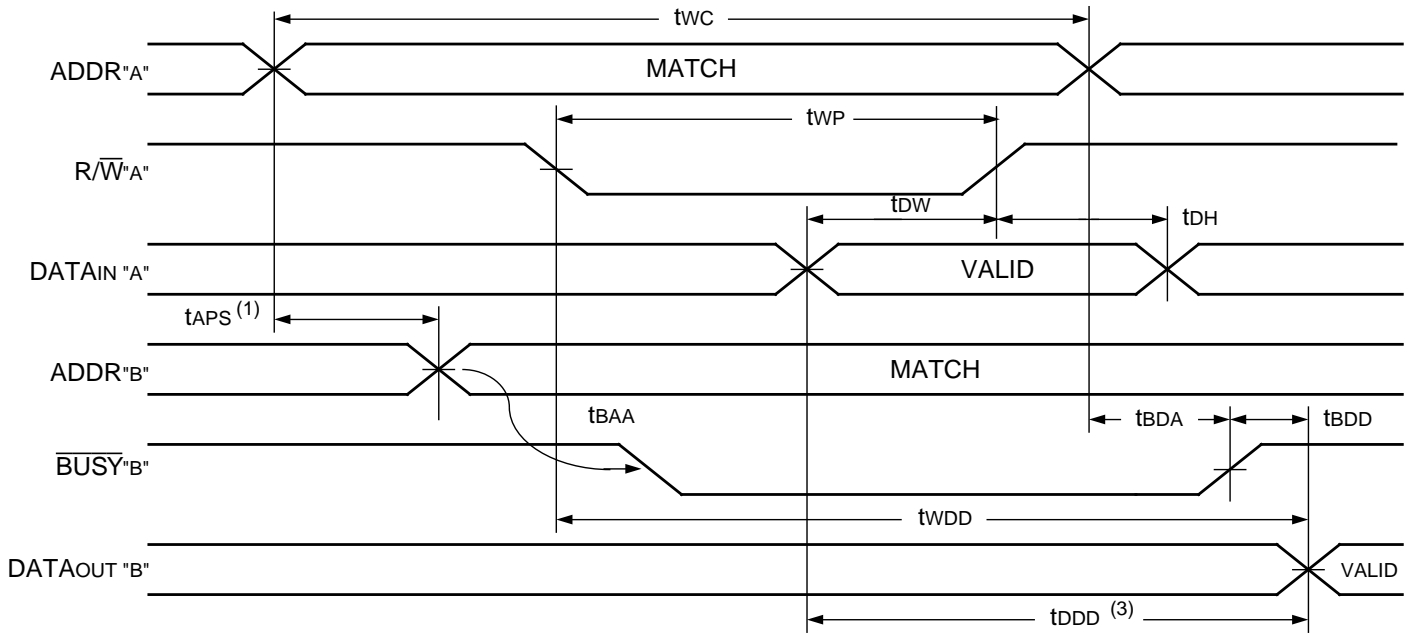 tWC
ADDR"A" MATCH
tWP
R/W̅"A"
tDW tDH
DATAIN "A" VALID
tAPS (1)
ADDR"B" MATCH
tBAA tBDA tBDD
B̅U̅S̅Y̅"B"
tWDD
DATAOUT "B" VALID
tDDD (3)